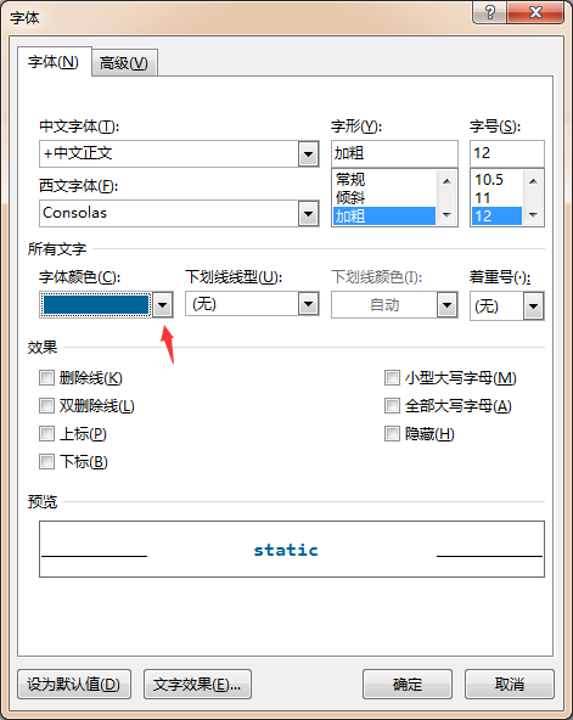 字体
字体(N) 高级(V)
中文字体(T): 字形(Y): 字号(S):
+中文正文 加粗 12
常规 10.5
西文字体(F): 倾斜 11
Consolas 加粗 12
所有文字
字体颜色(C): 下划线线型(U): 下划线颜色(I): 着重号(·):
(无) 自动 (无)
效果
删除线(K) 小型大写字母(M)
双删除线(L) 全部大写字母(A)
上标(P) 隐藏(H)
下标(B)
预览
static
设为默认值(D) 文字效果(E)... 确定 取消